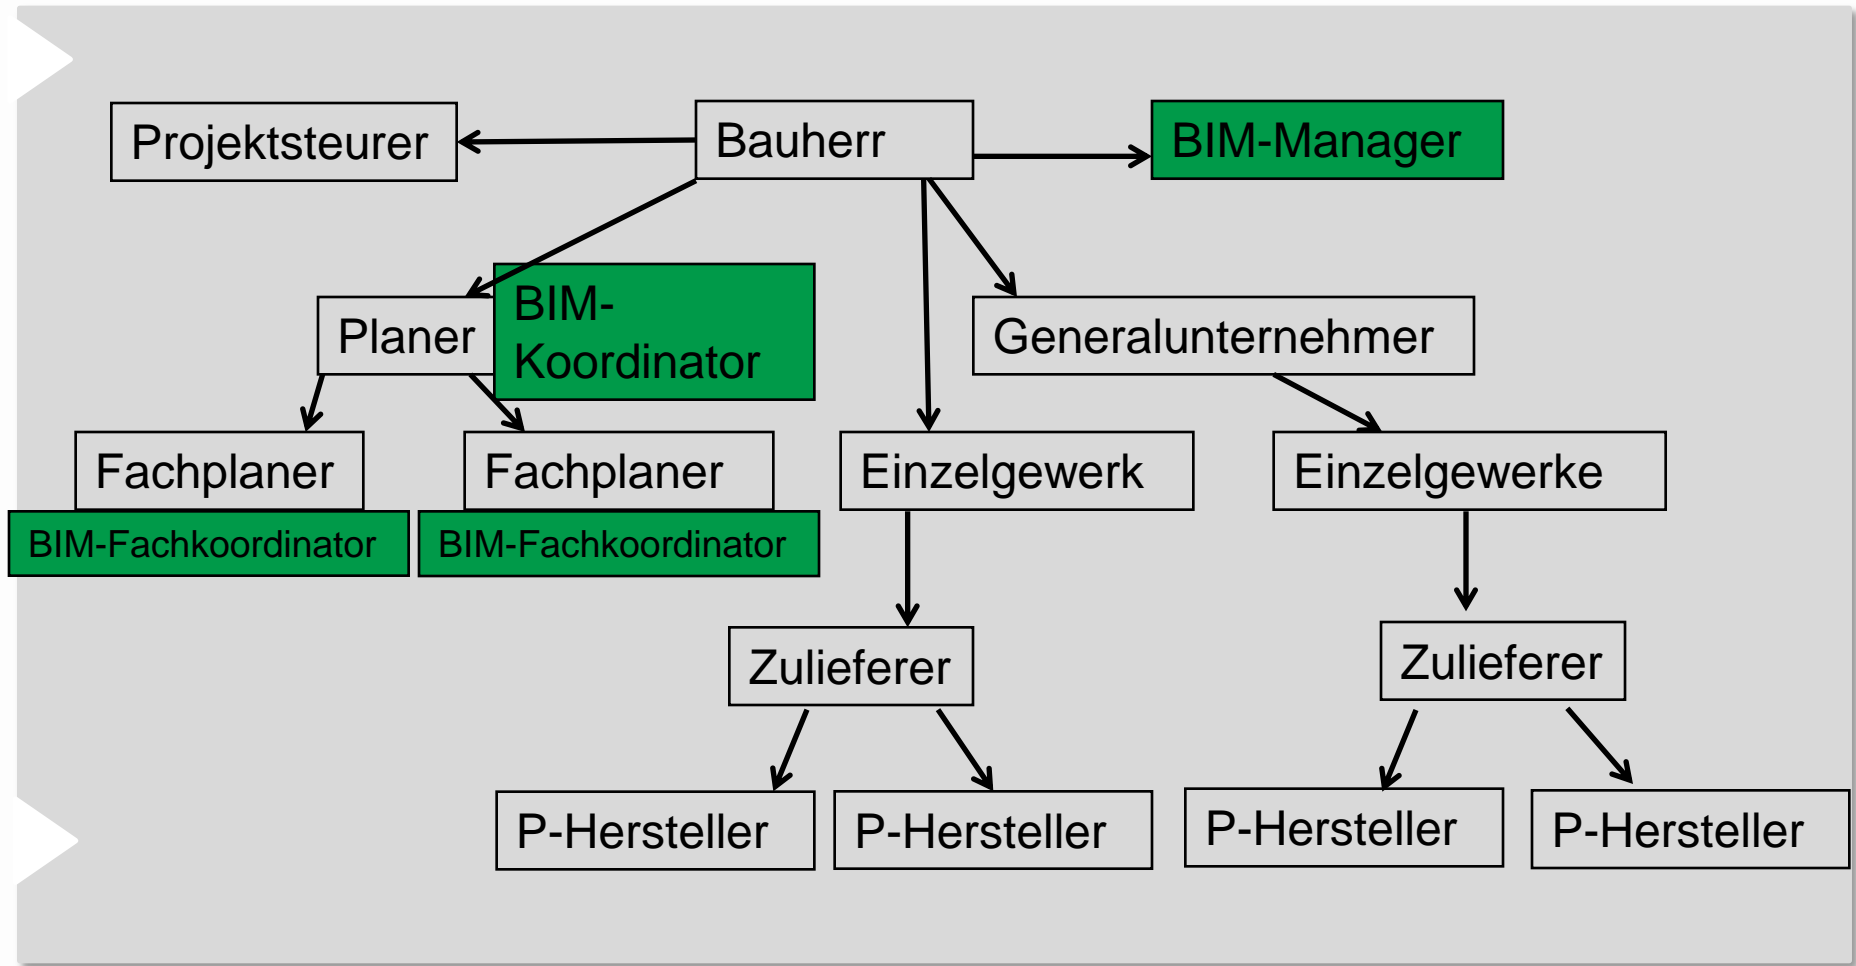 Projektsteurer
Bauherr
BIM-Manager
Planer
BIM-
Koordinator
Generalunternehmer
Fachplaner
Fachplaner
Einzelgewerk
Einzelgewerke
BIM-Fachkoordinator
BIM-Fachkoordinator
Zulieferer
Zulieferer
P-Hersteller
P-Hersteller
P-Hersteller
P-Hersteller